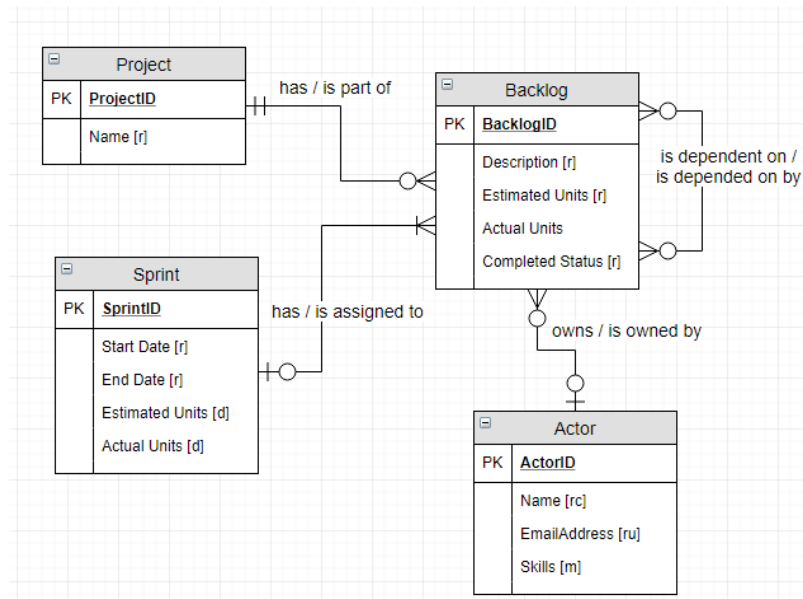 Project
PK ProjectID
Name [r]
has / is part of
Backlog
PK BacklogID
Description [r]
Estimated Units [r]
Actual Units
Completed Status [r]
is dependent on /
is depended on by
Sprint
PK SprintID
Start Date [r]
End Date [r]
Estimated Units [d]
Actual Units [d]
has / is assigned to
owns / is owned by
Actor
PK ActorID
Name [rc]
EmailAddress [ru]
Skills [m]